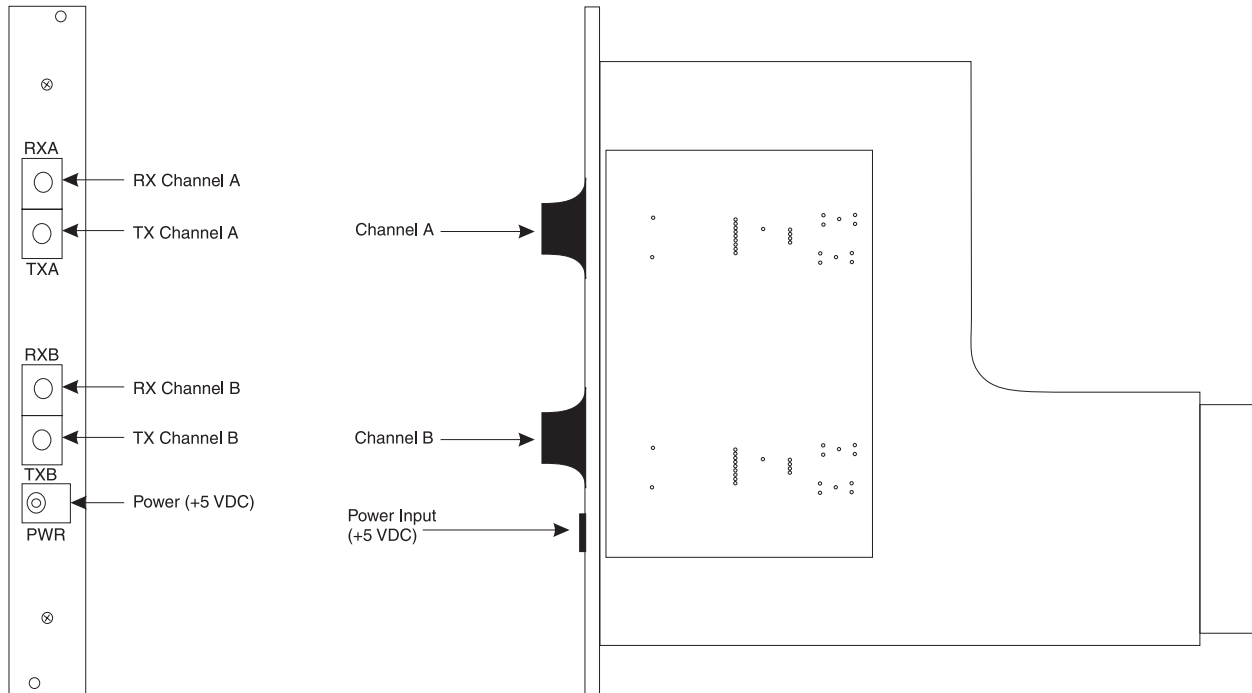 RXA
RX Channel A
TX Channel A
TXA
RXB
RX Channel B
TX Channel B
TXB
Power (+5 VDC)
PWR
Channel A
Channel B
Power Input
(+5 VDC)